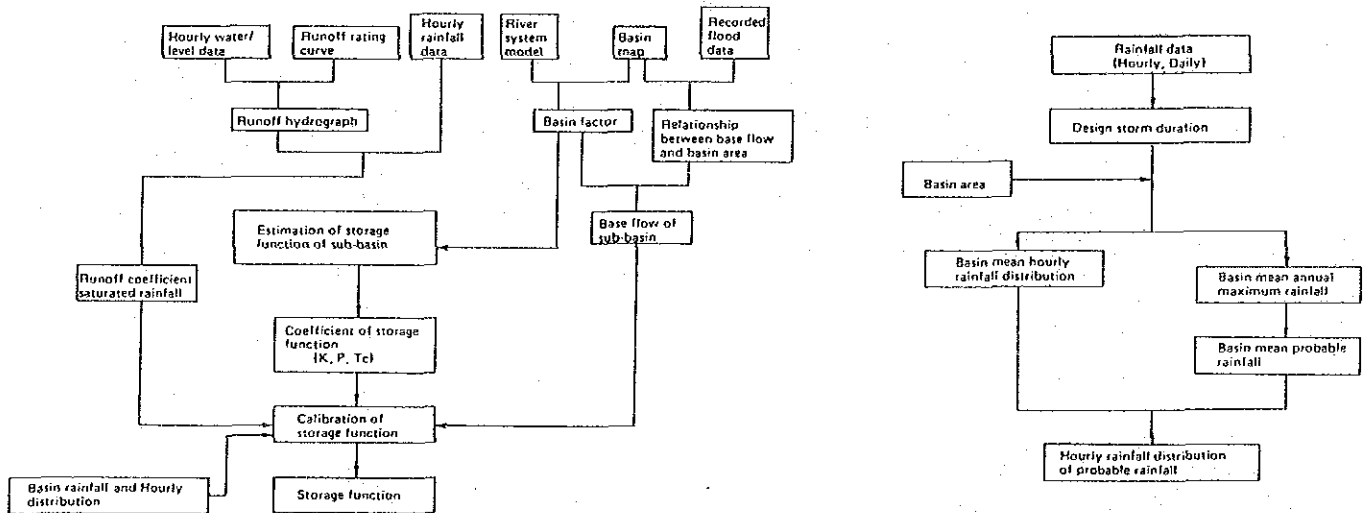 Hourly water/
level data
Runoff rating
curve
Hourly
rainfall
data
River
system
model
Basin
map
Recorded
flood
data
Runoff hydrograph
Basin factor
Relationship
between base flow
and basin area
Estimation of storage
function of sub-basin
Base flow of
sub-basin
Runoff coefficient
saturated rainfall
Coefficient of storage
function
(K, P, Tc)
Calibration of
storage function
Basin rainfall and Hourly
distribution
Storage function
Rainfall data
(Hourly, Daily)
Design storm duration
Basin area
Basin mean hourly
rainfall distribution
Basin mean annual
maximum rainfall
Basin mean probable
rainfall
Hourly rainfall distribution
of probable rainfall